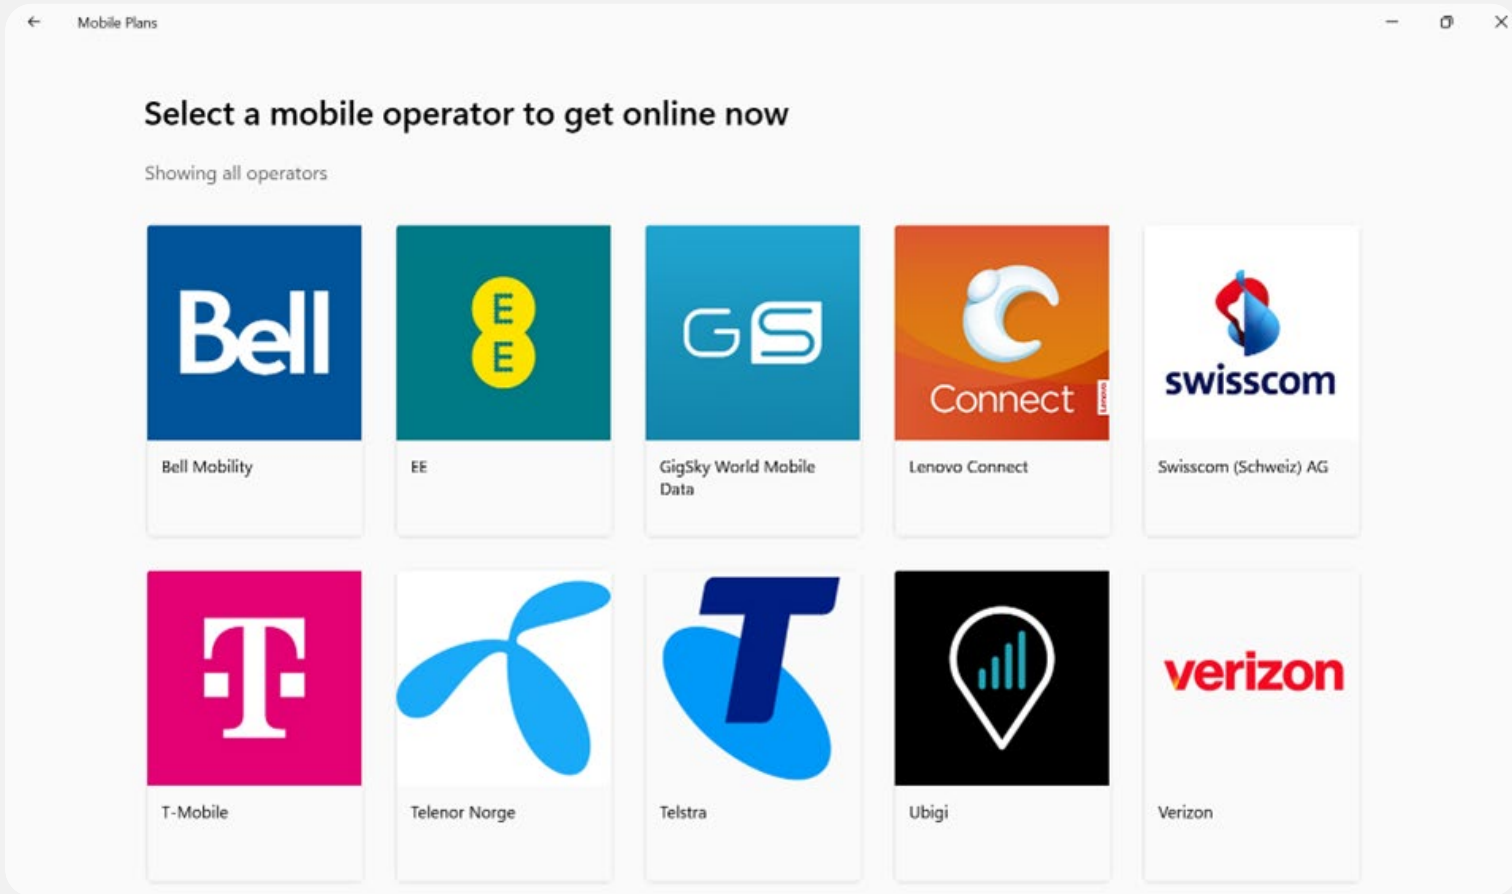 Mobile Plans
Select a mobile operator to get online now
Showing all operators
Bell
E
E
GS
Connect
Lenovo
swisscom
Bell Mobility
EE
GigSky World Mobile
Data
Lenovo Connect
Swisscom (Schweiz) AG
T
T
verizon
T-Mobile
Telenor Norge
Telstra
Ubigi
Verizon